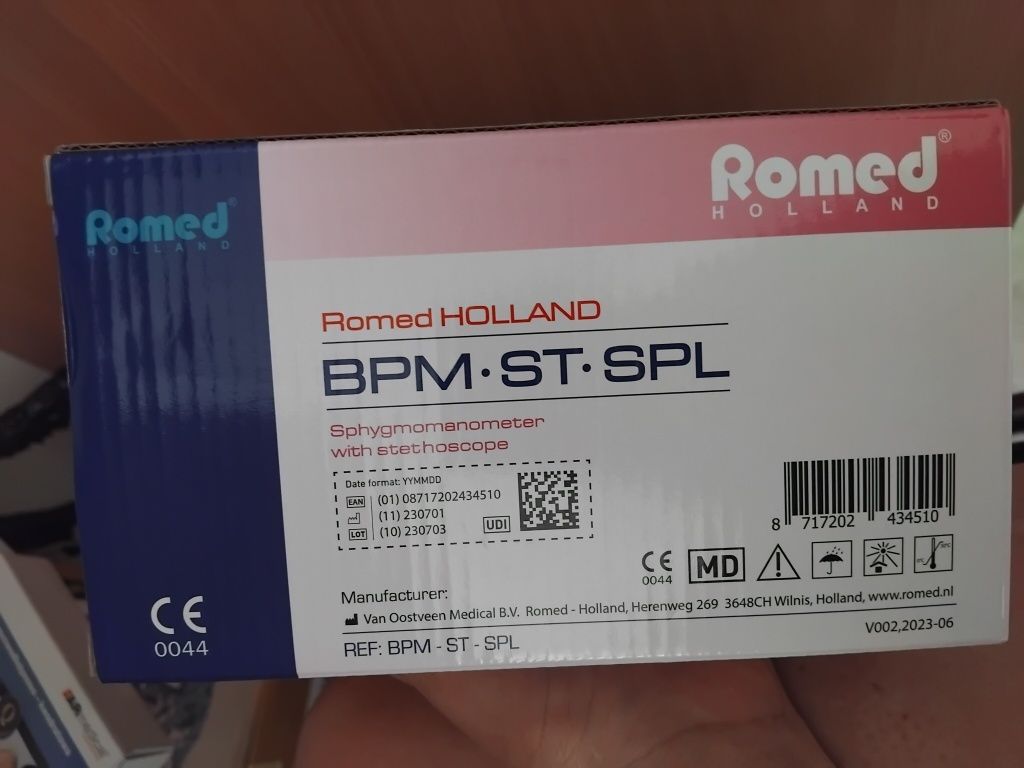 Romed®
HOLLAND
CE
0044
Romed®
HOLLAND
Romed HOLLAND
BPM·ST·SPL
Sphygmomanometer
with stethoscope
Date format: YYMMDD
EAN (01) 08717202434510
(11) 230701
LOT (10) 230703
UDI
8 717202 434510
CE
0044
MD
Manufacturer:
Van Oostveen Medical B.V. Romed - Holland, Herenweg 269 3648CH Wilnis, Holland, www.romed.nl
REF: BPM - ST - SPL
V002,2023-06